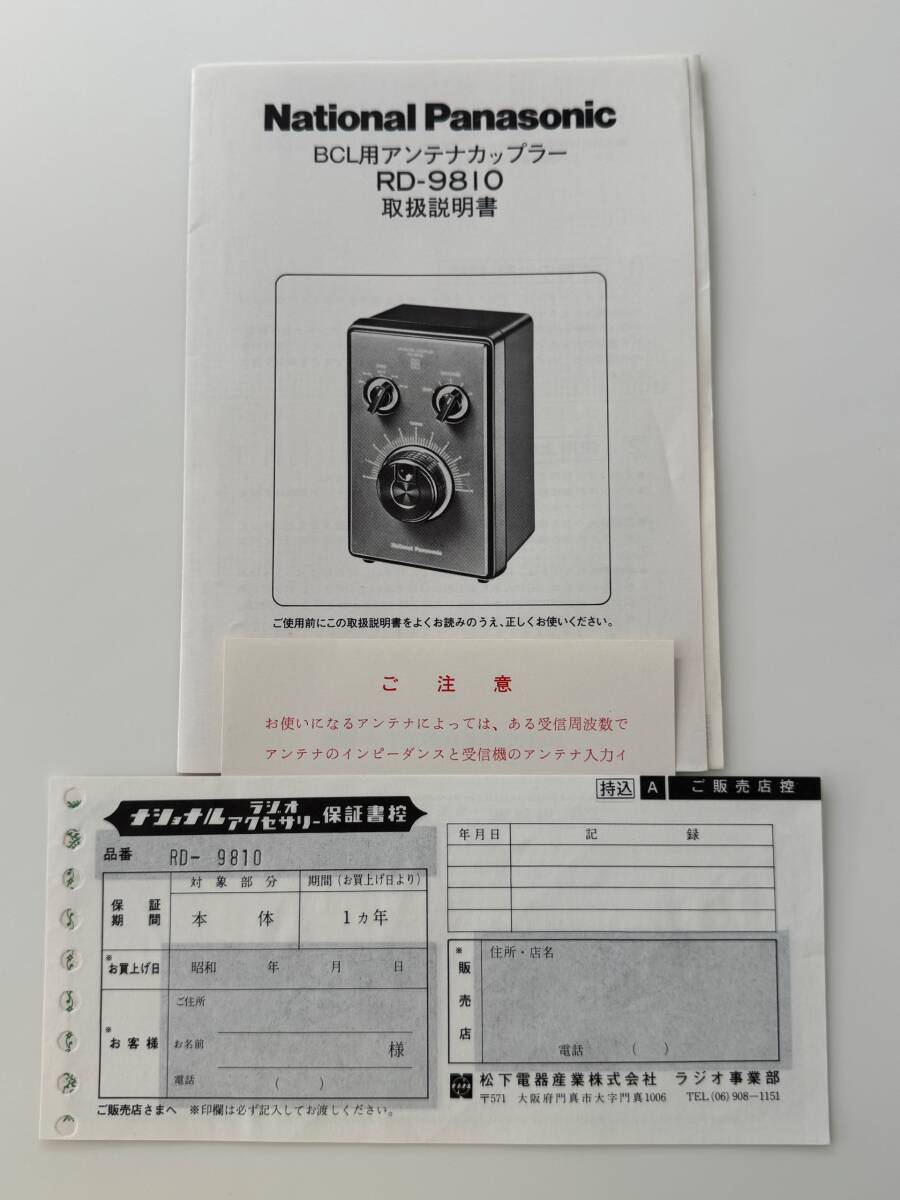 National Panasonic
BCL用アンテナカップラー
RD-9810
取扱説明書
National Panasonic
ご使用前にこの取扱説明書をよくお読みのうえ、正しくお使いください。
ご注意
お使いになるアンテナによっては、ある受信周波数で
アンテナのインピーダンスと受信機のアンテナ入力イ
持込 A ご販売店控
ナショナル ラジオアクセサリー 保証書控
品番 RD- 9810
対象部分 期間(お買上げ日より)
保証期間 本体 1ヵ年
※お買上げ日 昭和 年 月 日
※お客様
ご住所
お名前 様
電話 ( )
ご販売店さまへ ※印欄は必ず記入してお渡しください。
年月日 記録
※販売店
住所・店名
電話 ( )
松下電器産業株式会社 ラジオ事業部
〒571 大阪府門真市大字門真1006 TEL(06)908-1151